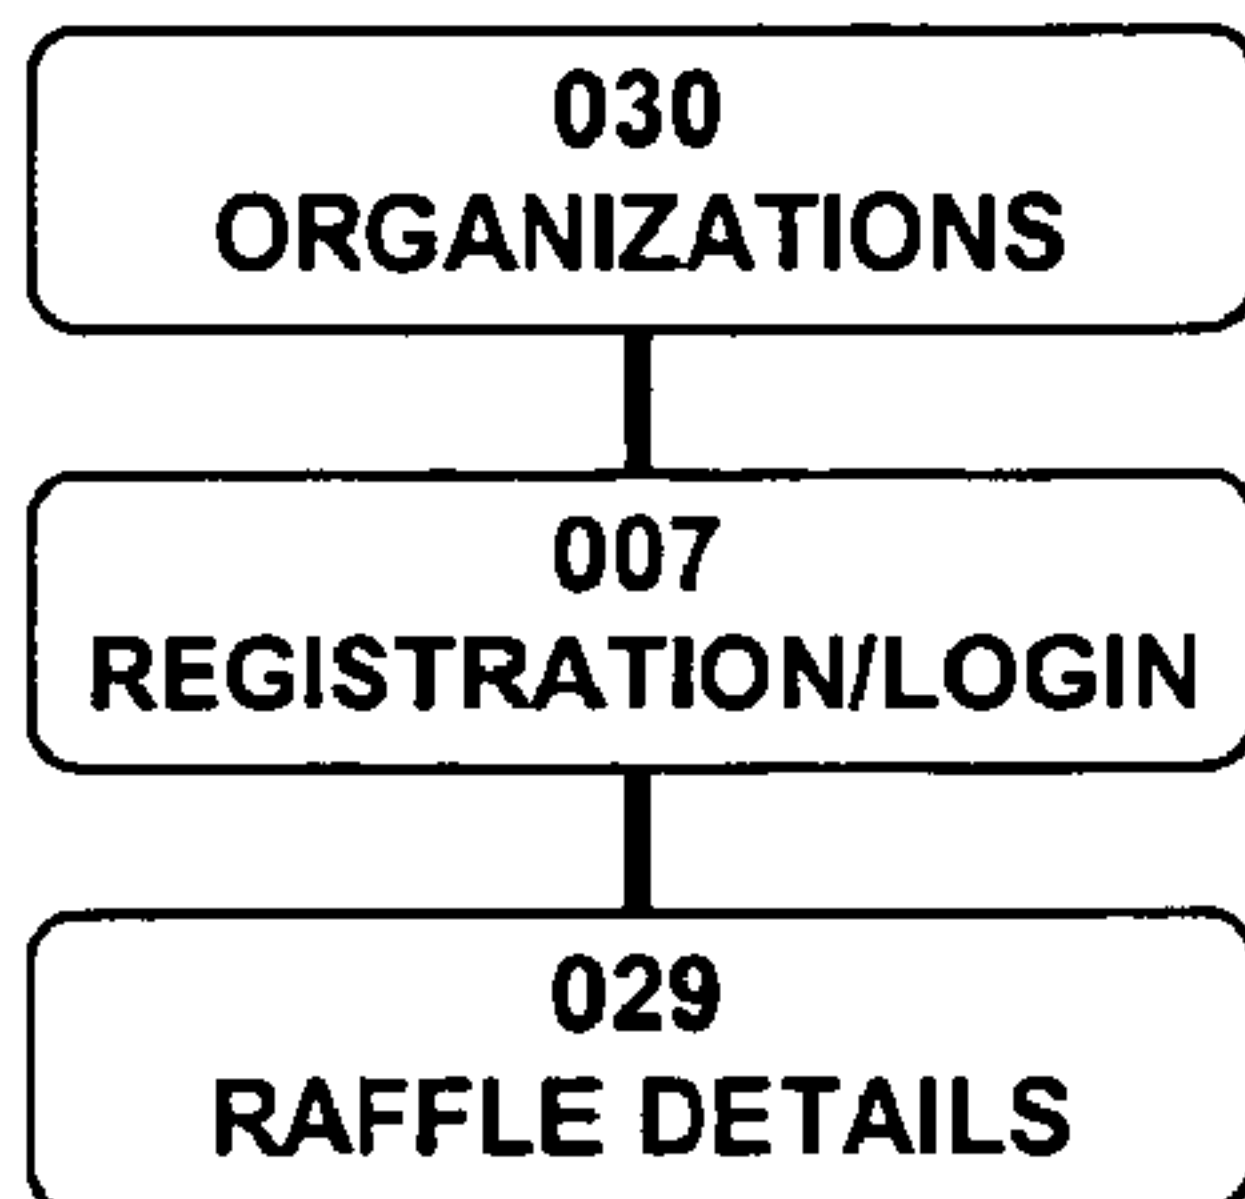 030
ORGANIZATIONS
007
REGISTRATION/LOGIN
029
RAFFLE DETAILS